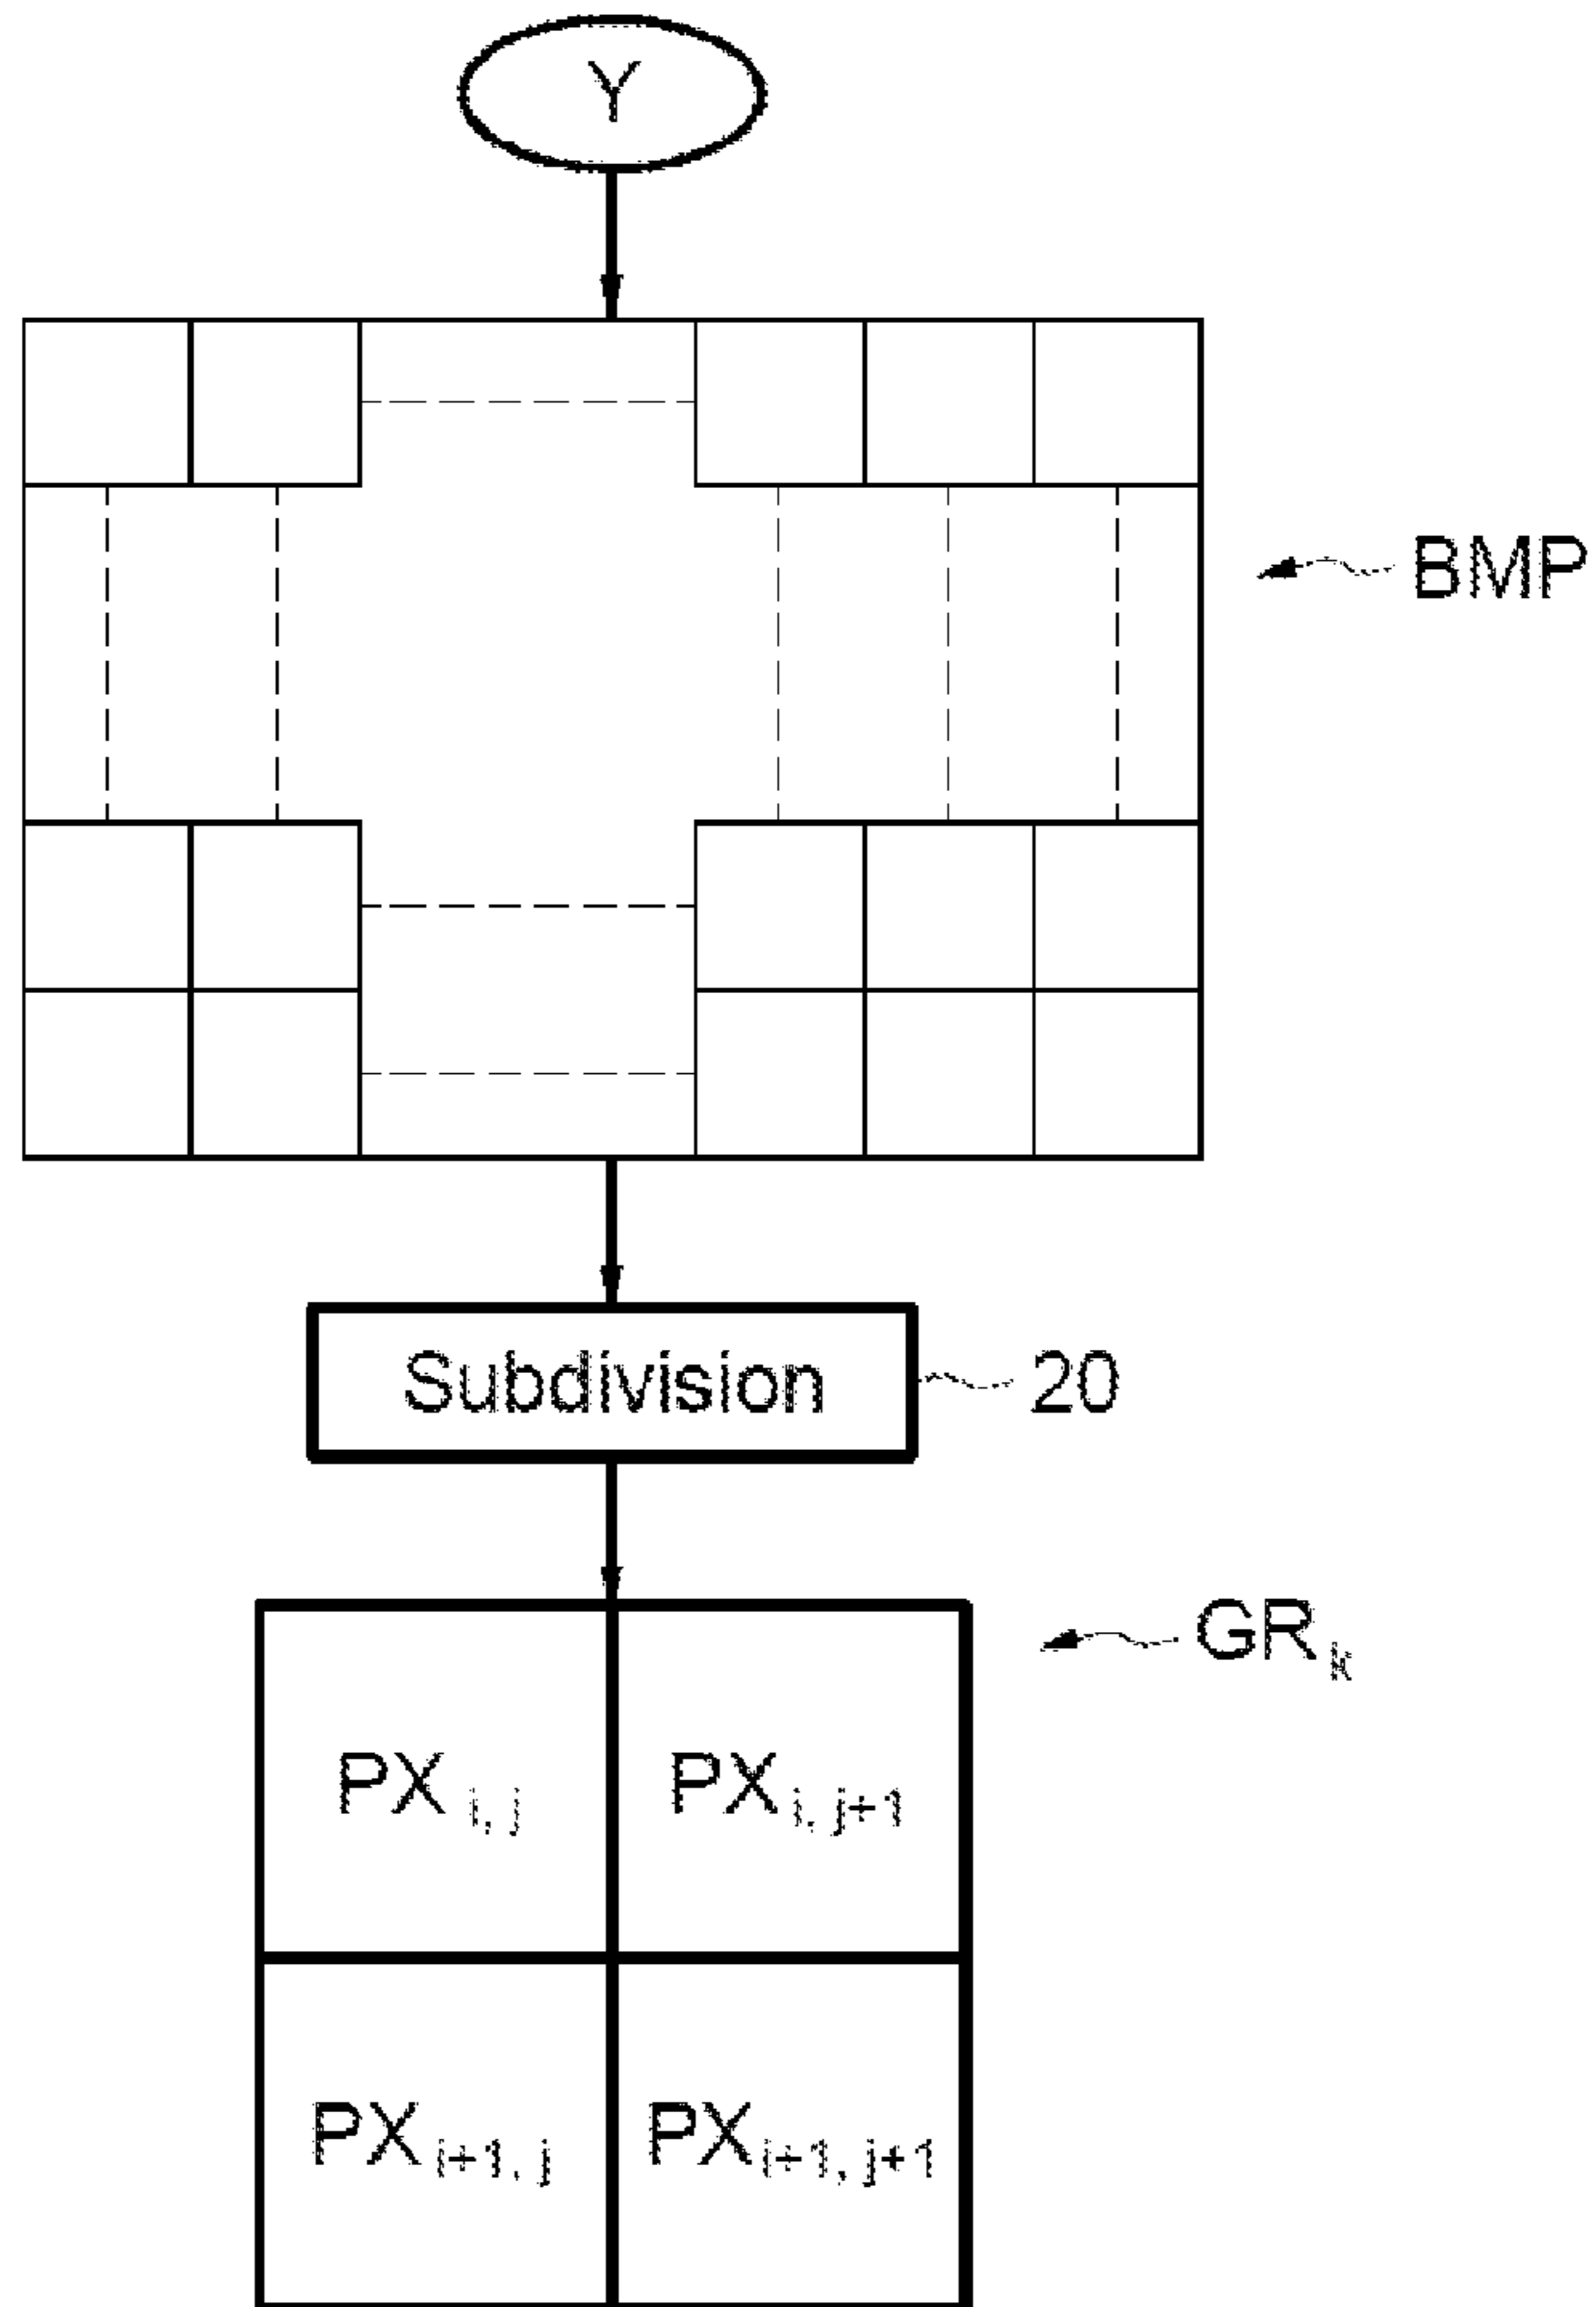 Y
BMP
Subdivision 20
GR k
PX i, j PX i, j+1
PX i+1, j PX i+1, j+1